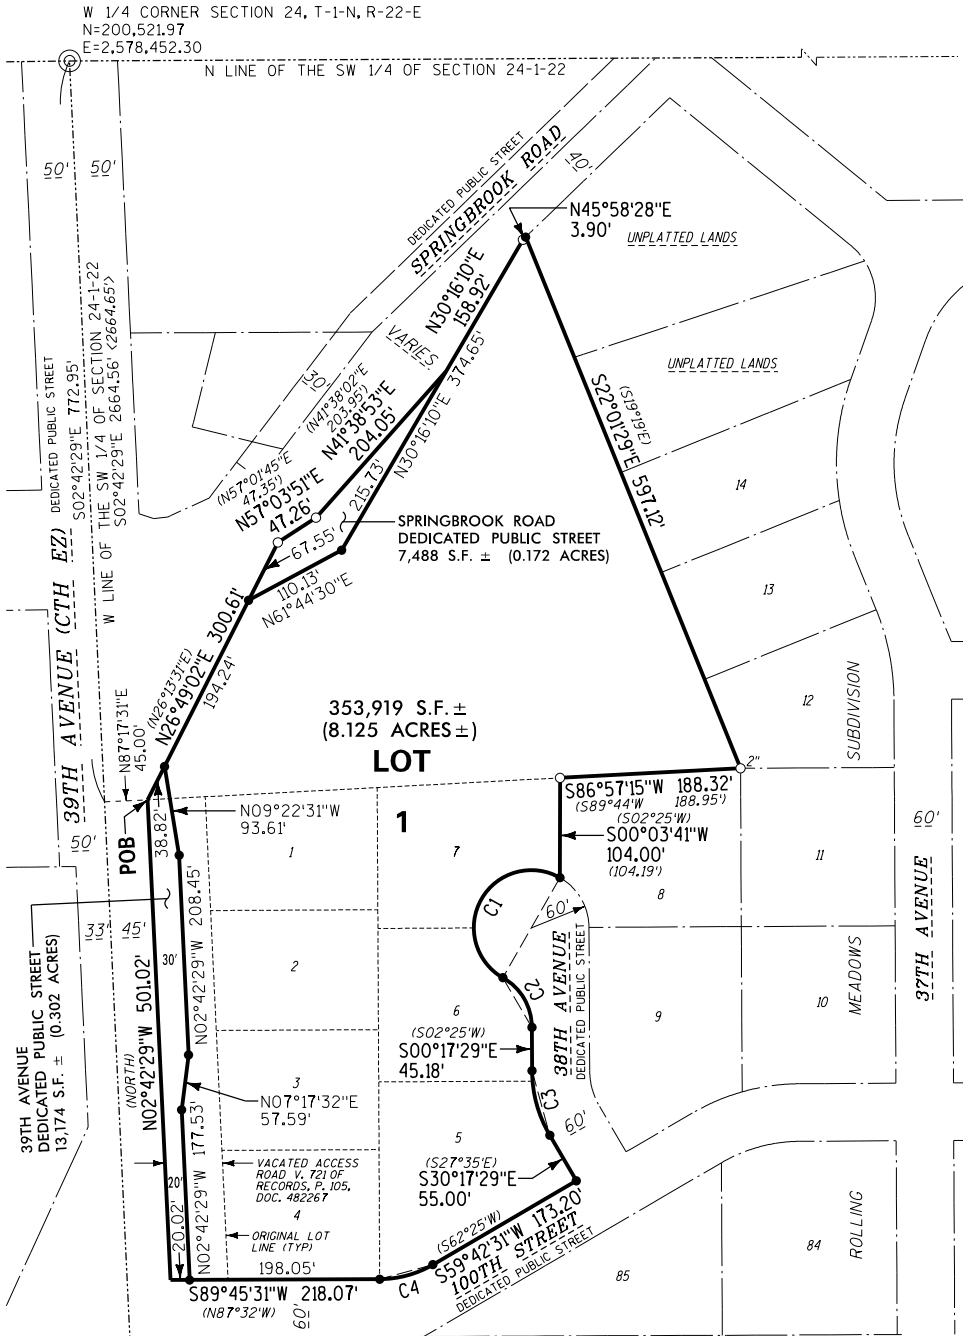 W 1/4 CORNER SECTION 24, T-1-N, R-22-E
N=200,521.97
E=2,578,452.30
N LINE OF THE SW 1/4 OF SECTION 24-1-22
50'
50'
DEDICATED PUBLIC STREET
SPRINGBROOK ROAD
40'
N45°58'28"E
3.90'
UNPLATTED LANDS
N30°16'10"E
158.92'
VARIES
374.65'
N30°16'10"E
215.73'
30'
(N41°38'02"E
203.95')
N41°38'53"E
204.05'
(N57°01'45"E
47.35')
N57°03'51"E
47.26'
67.55'
110.13'
N61°44'30"E
SPRINGBROOK ROAD
DEDICATED PUBLIC STREET
7,488 S.F. ± (0.172 ACRES)
UNPLATTED LANDS
(S19°19'E)
S22°01'29"E 597.12'
14
13
12
SUBDIVISION
39TH AVENUE (CTH EZ)
DEDICATED PUBLIC STREET
S02°42'29"E 772.95'
W LINE OF THE SW 1/4 OF SECTION 24-1-22
S02°42'29"E 2664.56' <2664.65'>
(N26°13'31"E)
N26°49'02"E 300.61'
194.24'
N87°17'31"E
45.00'
353,919 S.F. ±
(8.125 ACRES±)
LOT
1
2"
S86°57'15"W 188.32'
(S89°44'W 188.95')
(S02°25'W)
S00°03'41"W
104.00'
(104.19')
POB
38.82'
N09°22'31"W
93.61'
50'
33'
45'
39TH AVENUE
DEDICATED PUBLIC STREET
13,174 S.F. ± (0.302 ACRES)
(NORTH)
N02°42'29"W 501.02'
30'
N02°42'29"W 208.45'
1
7
2
6
3
5
4
C1
60'
C2
38TH AVENUE
DEDICATED PUBLIC STREET
(S02°25'W)
S00°17'29"E
45.18'
C3
60'
(S27°35'E)
S30°17'29"E
55.00'
8
11
9
10
MEADOWS
37TH AVENUE
60'
N07°17'32"E
57.59'
N02°42'29"W 177.53'
20'
20.02'
VACATED ACCESS
ROAD V. 721 OF
RECORDS, P. 105,
DOC. 482267
ORIGINAL LOT
LINE (TYP)
198.05'
S89°45'31"W 218.07'
(N87°32'W)
60'
C4
(S62°25'W)
S59°42'31"W 173.20'
100TH STREET
DEDICATED PUBLIC STREET
85
84
ROLLING